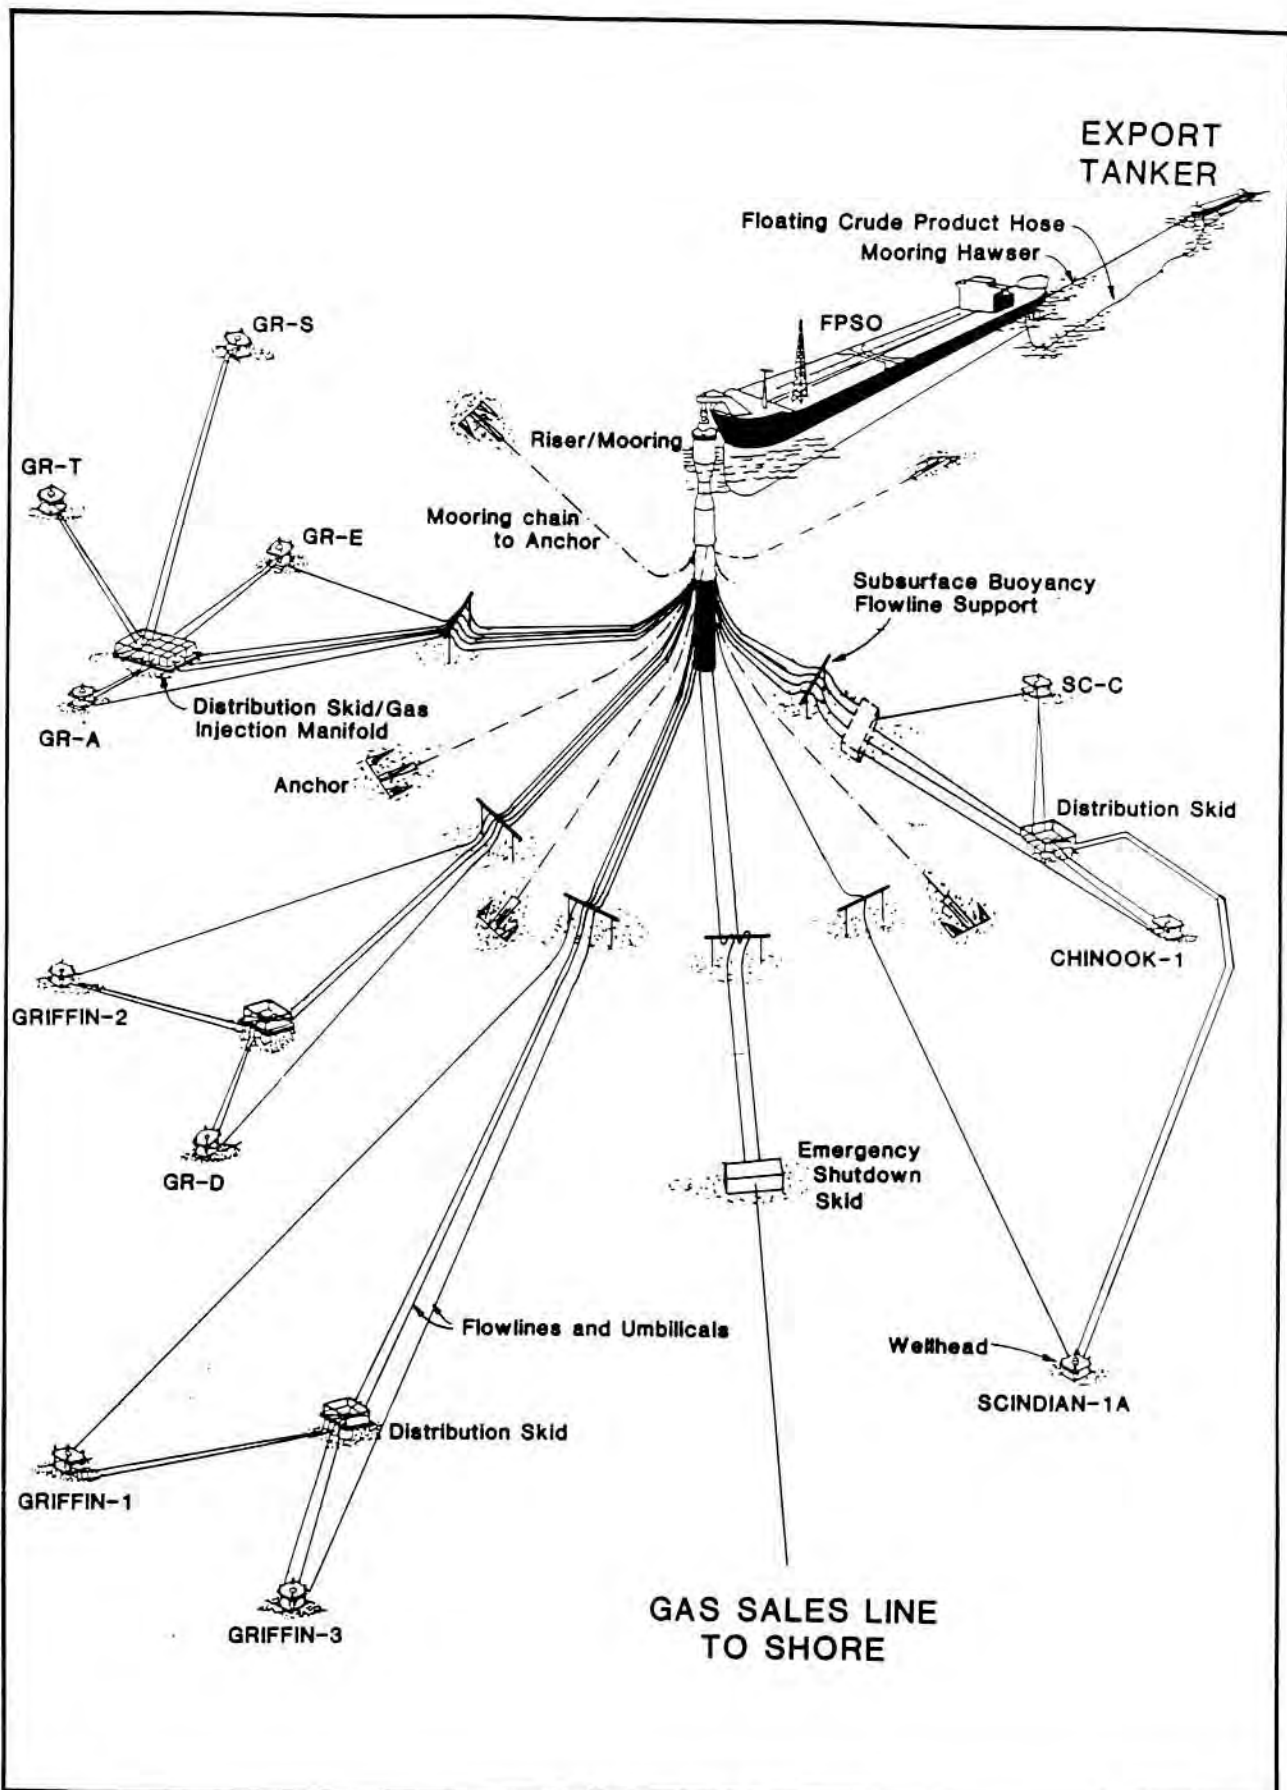 EXPORT
TANKER
Floating Crude Product Hose
Mooring Hawser
FPSO
GR-S
Riser/Mooring
GR-T
Mooring chain
to Anchor
GR-E
Subsurface Buoyancy
Flowline Support
SC-C
Distribution Skid/Gas
Injection Manifold
GR-A
Anchor
Distribution Skid
CHINOOK-1
GRIFFIN-2
Emergency
Shutdown
Skid
GR-D
Flowlines and Umbilicals
Wellhead
SCINDIAN-1A
Distribution Skid
GRIFFIN-1
GAS SALES LINE
TO SHORE
GRIFFIN-3